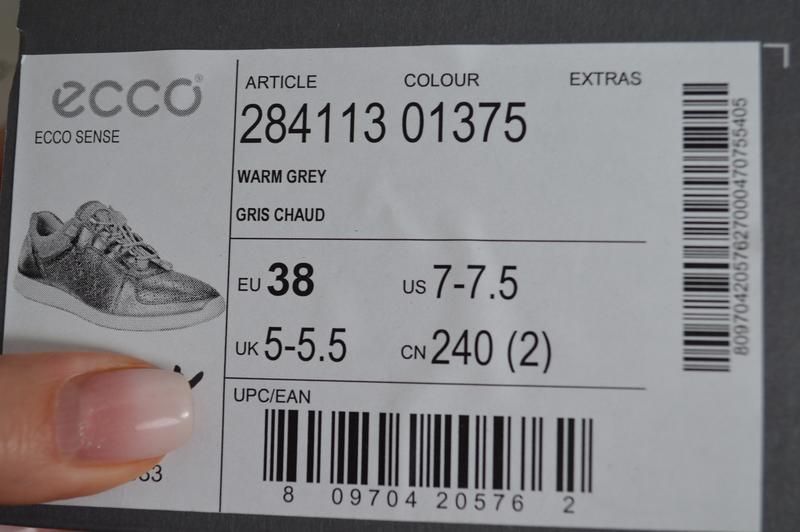 ecco®
ECCO SENSE
ARTICLE COLOUR EXTRAS
284113 01375
WARM GREY
GRIS CHAUD
EU 38 US 7-7.5
UK 5-5.5 CN 240 (2)
UPC/EAN
8 09704 20576 2
8097042057627000470755405